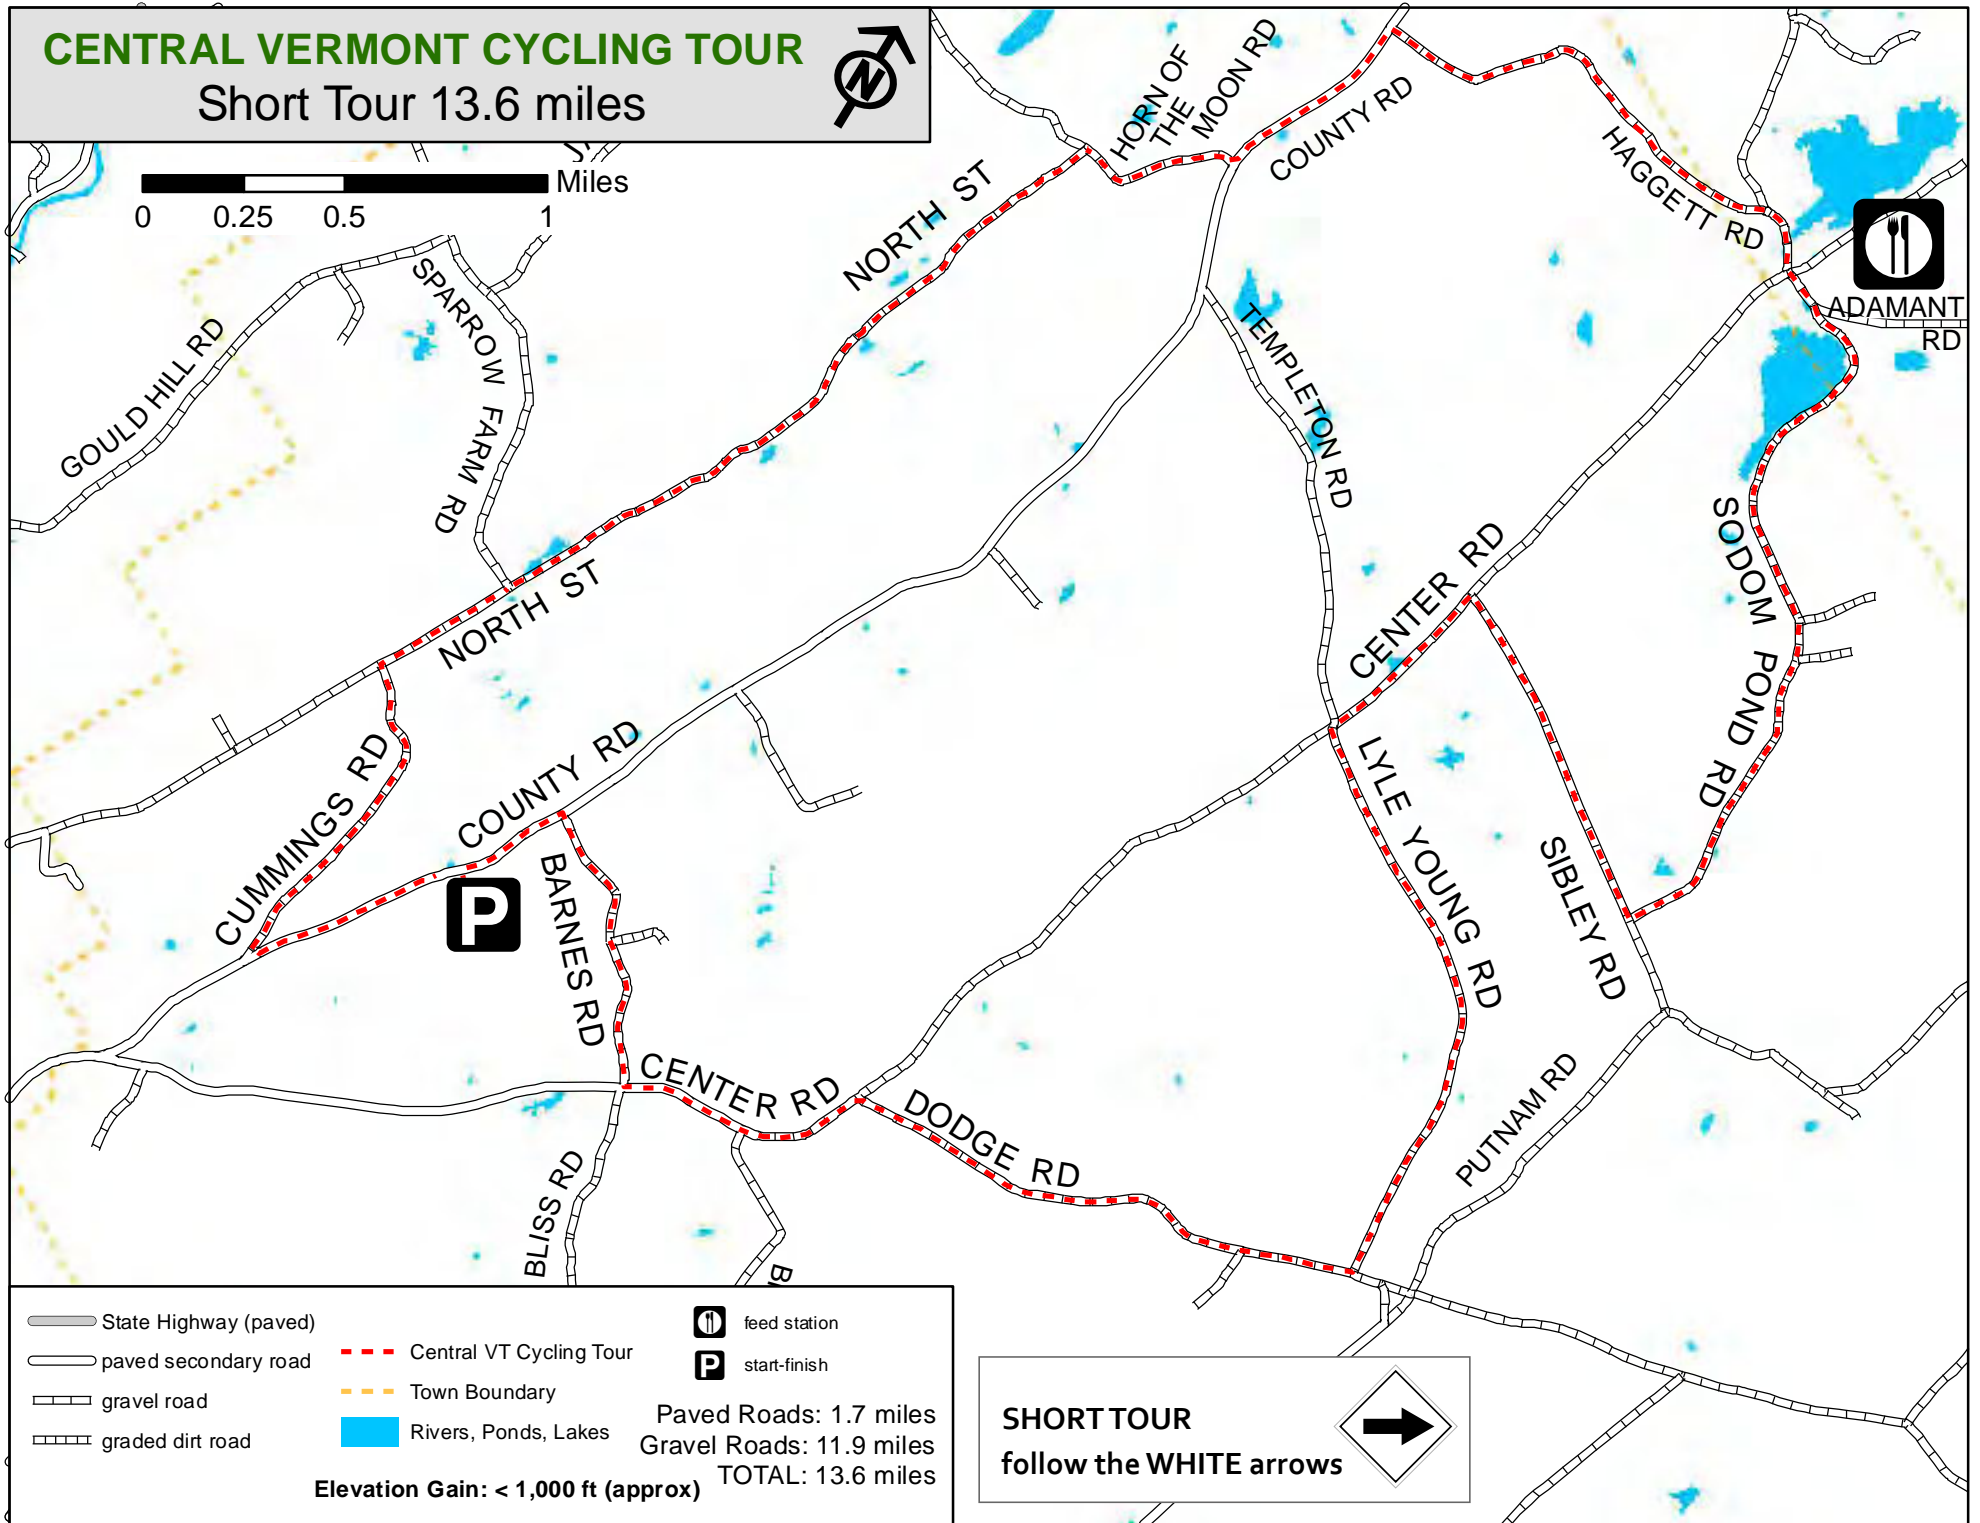 CENTRAL VERMONT CYCLING TOUR
Short Tour 13.6 miles
N
Miles
0 0.25 0.5 1
HORN OF
THE
MOON RD
COUNTY RD
HAGGETT RD
NORTH ST
ADAMANT
RD
SPARROW FARM RD
GOULD HILL RD
TEMPLETON RD
NORTH ST
CENTER RD
SODOM POND RD
CUMMINGS RD
COUNTY RD
LYLE YOUNG RD
SIBLEY RD
P
BARNES RD
CENTER RD
DODGE RD
PUTNAM RD
BLISS RD
State Highway (paved)
paved secondary road
gravel road
graded dirt road
Central VT Cycling Tour
Town Boundary
Rivers, Ponds, Lakes
feed station
P start-finish
Paved Roads: 1.7 miles
Gravel Roads: 11.9 miles
TOTAL: 13.6 miles
Elevation Gain: < 1,000 ft (approx)
SHORT TOUR
follow the WHITE arrows